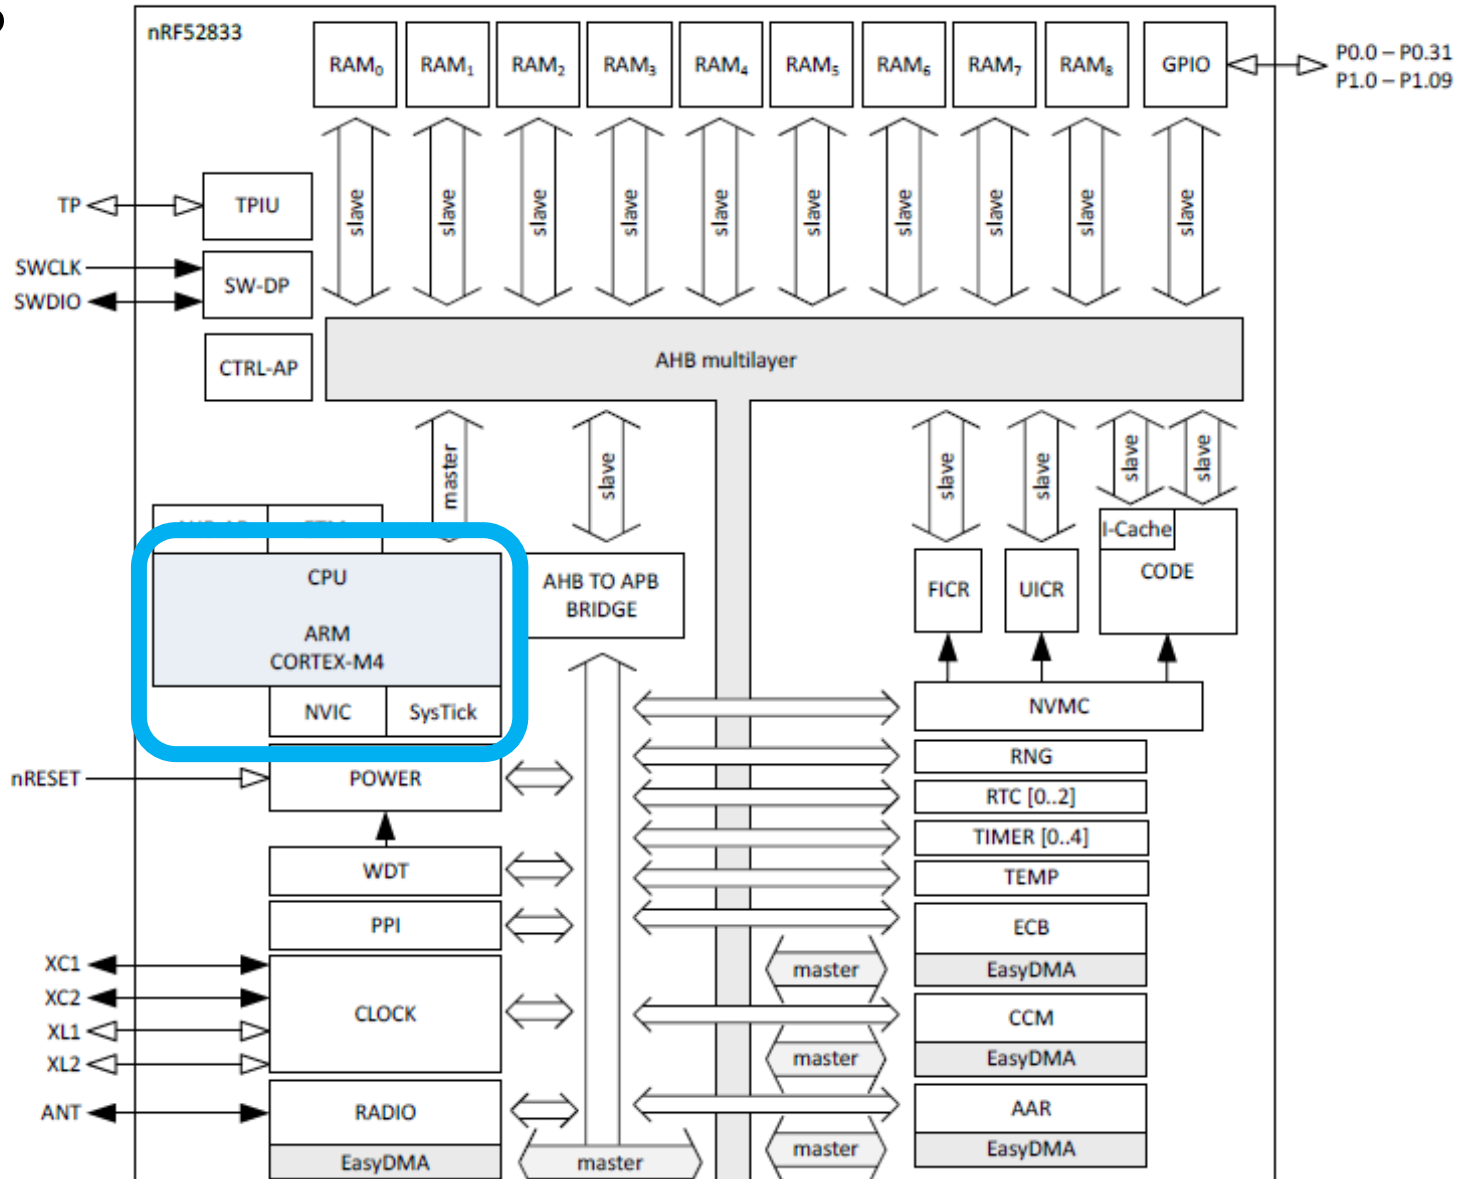 nRF52833
RAM₀ RAM₁ RAM₂ RAM₃ RAM₄ RAM₅ RAM₆ RAM₇ RAM₈ GPIO
P0.0 – P0.31
P1.0 – P1.09
slave slave slave slave slave slave slave slave slave slave
TP TPIU
SWCLK
SW-DP
SWDIO
CTRL-AP
AHB multilayer
master slave slave slave slave slave
I-Cache
CODE
CPU
ARM
CORTEX-M4
NVIC SysTick
AHB TO APB
BRIDGE
FICR UICR
NVMC
nRESET POWER
RNG
RTC [0..2]
TIMER [0..4]
WDT
TEMP
PPI
ECB
master EasyDMA
XC1
XC2
XL1
XL2
CLOCK
CCM
master EasyDMA
ANT RADIO
AAR
EasyDMA master
master EasyDMA